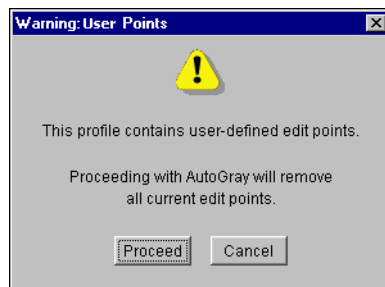 Warning: User Points
This profile contains user-defined edit points.
Proceeding with AutoGray will remove
all current edit points.
Proceed
Cancel